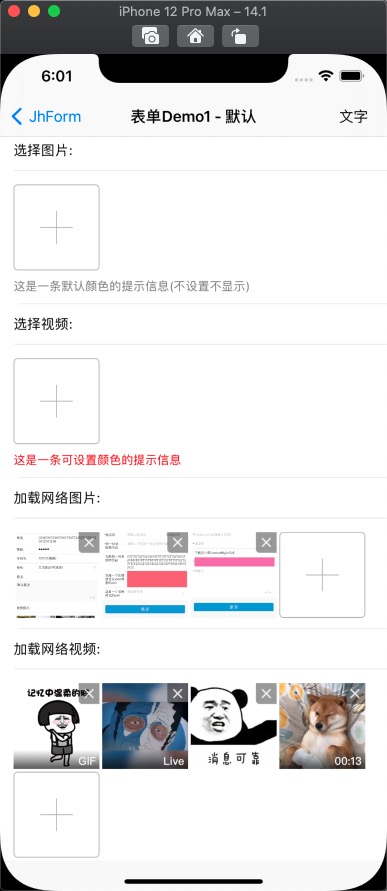 iPhone 12 Pro Max – 14.1
6:01
JhForm
表单Demo1 - 默认
文字
选择图片:
这是一条默认颜色的提示信息(不设置不显示)
选择视频:
这是一条可设置颜色的提示信息
加载网络图片:
加载网络视频:
记忆中温柔的
GIF
Live
消息可靠
00:13